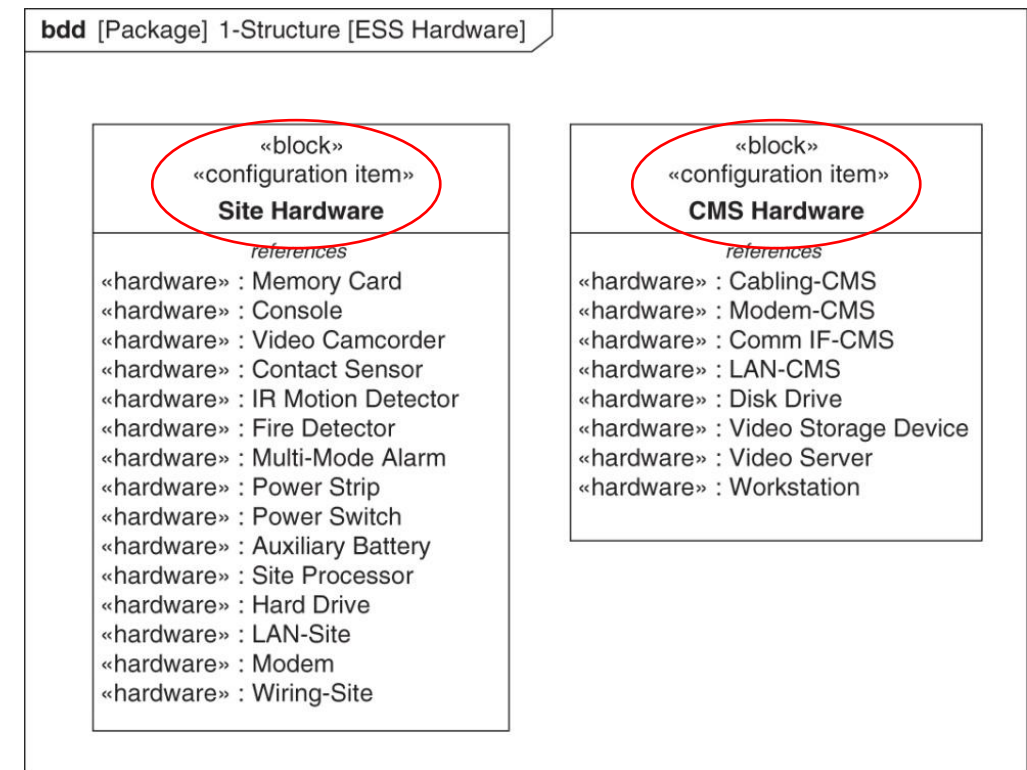 bdd [Package] 1-Structure [ESS Hardware]
«block»
«configuration item»
Site Hardware
references
«hardware» : Memory Card
«hardware» : Console
«hardware» : Video Camcorder
«hardware» : Contact Sensor
«hardware» : IR Motion Detector
«hardware» : Fire Detector
«hardware» : Multi-Mode Alarm
«hardware» : Power Strip
«hardware» : Power Switch
«hardware» : Auxiliary Battery
«hardware» : Site Processor
«hardware» : Hard Drive
«hardware» : LAN-Site
«hardware» : Modem
«hardware» : Wiring-Site
«block»
«configuration item»
CMS Hardware
references
«hardware» : Cabling-CMS
«hardware» : Modem-CMS
«hardware» : Comm IF-CMS
«hardware» : LAN-CMS
«hardware» : Disk Drive
«hardware» : Video Storage Device
«hardware» : Video Server
«hardware» : Workstation